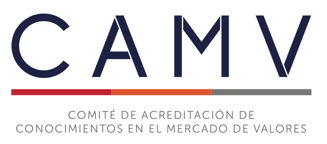 CAMV
COMITÉ DE ACREDITACIÓN DE
CONOCIMIENTOS EN EL MERCADO DE VALORES